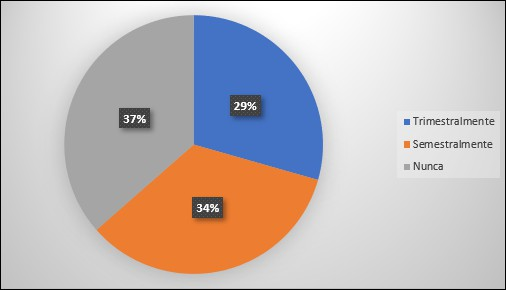 29%
34%
37%
Trimestralmente
Semestralmente
Nunca